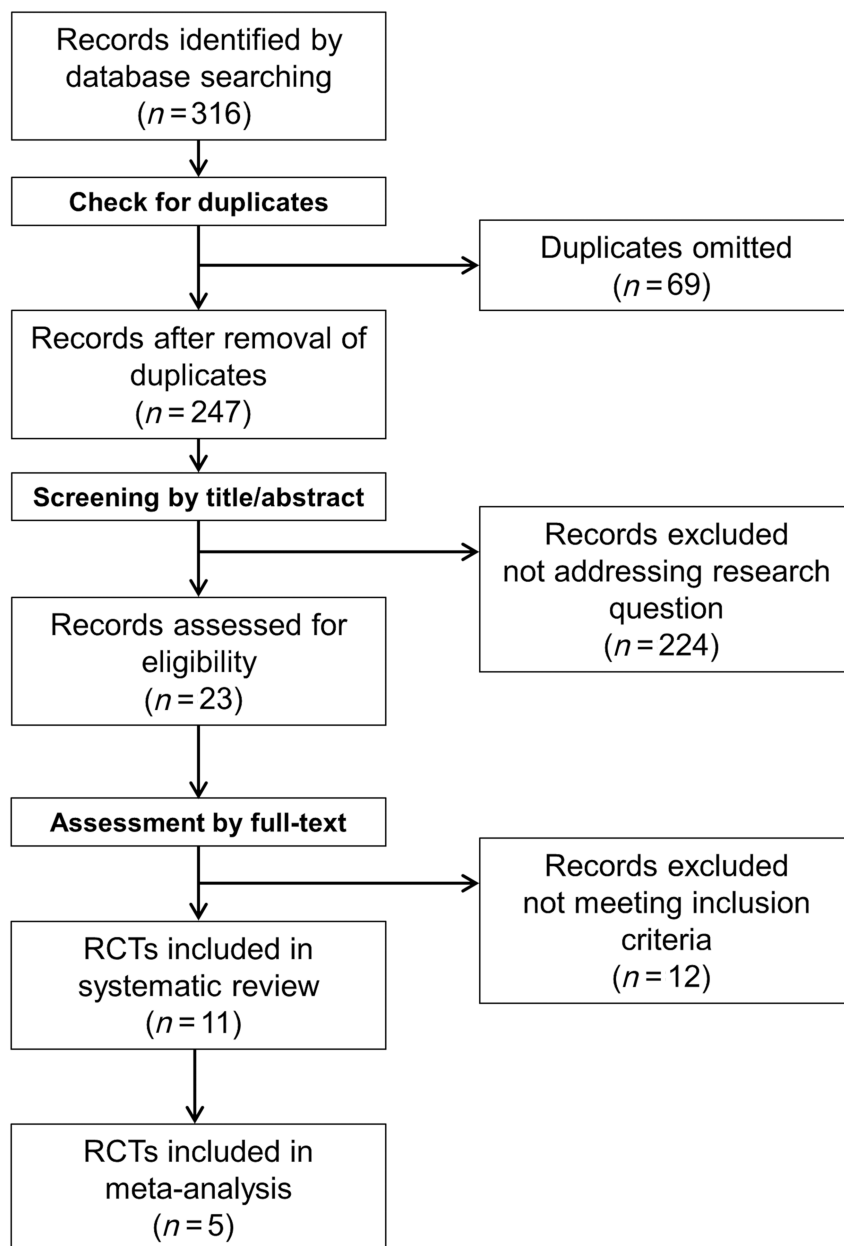 Records identified by
database searching
(n = 316)
Check for duplicates
Duplicates omitted
(n = 69)
Records after removal of
duplicates
(n = 247)
Screening by title/abstract
Records excluded
not addressing research
question
(n = 224)
Records assessed for
eligibility
(n = 23)
Assessment by full-text
Records excluded
not meeting inclusion
criteria
(n = 12)
RCTs included in
systematic review
(n = 11)
RCTs included in
meta-analysis
(n = 5)